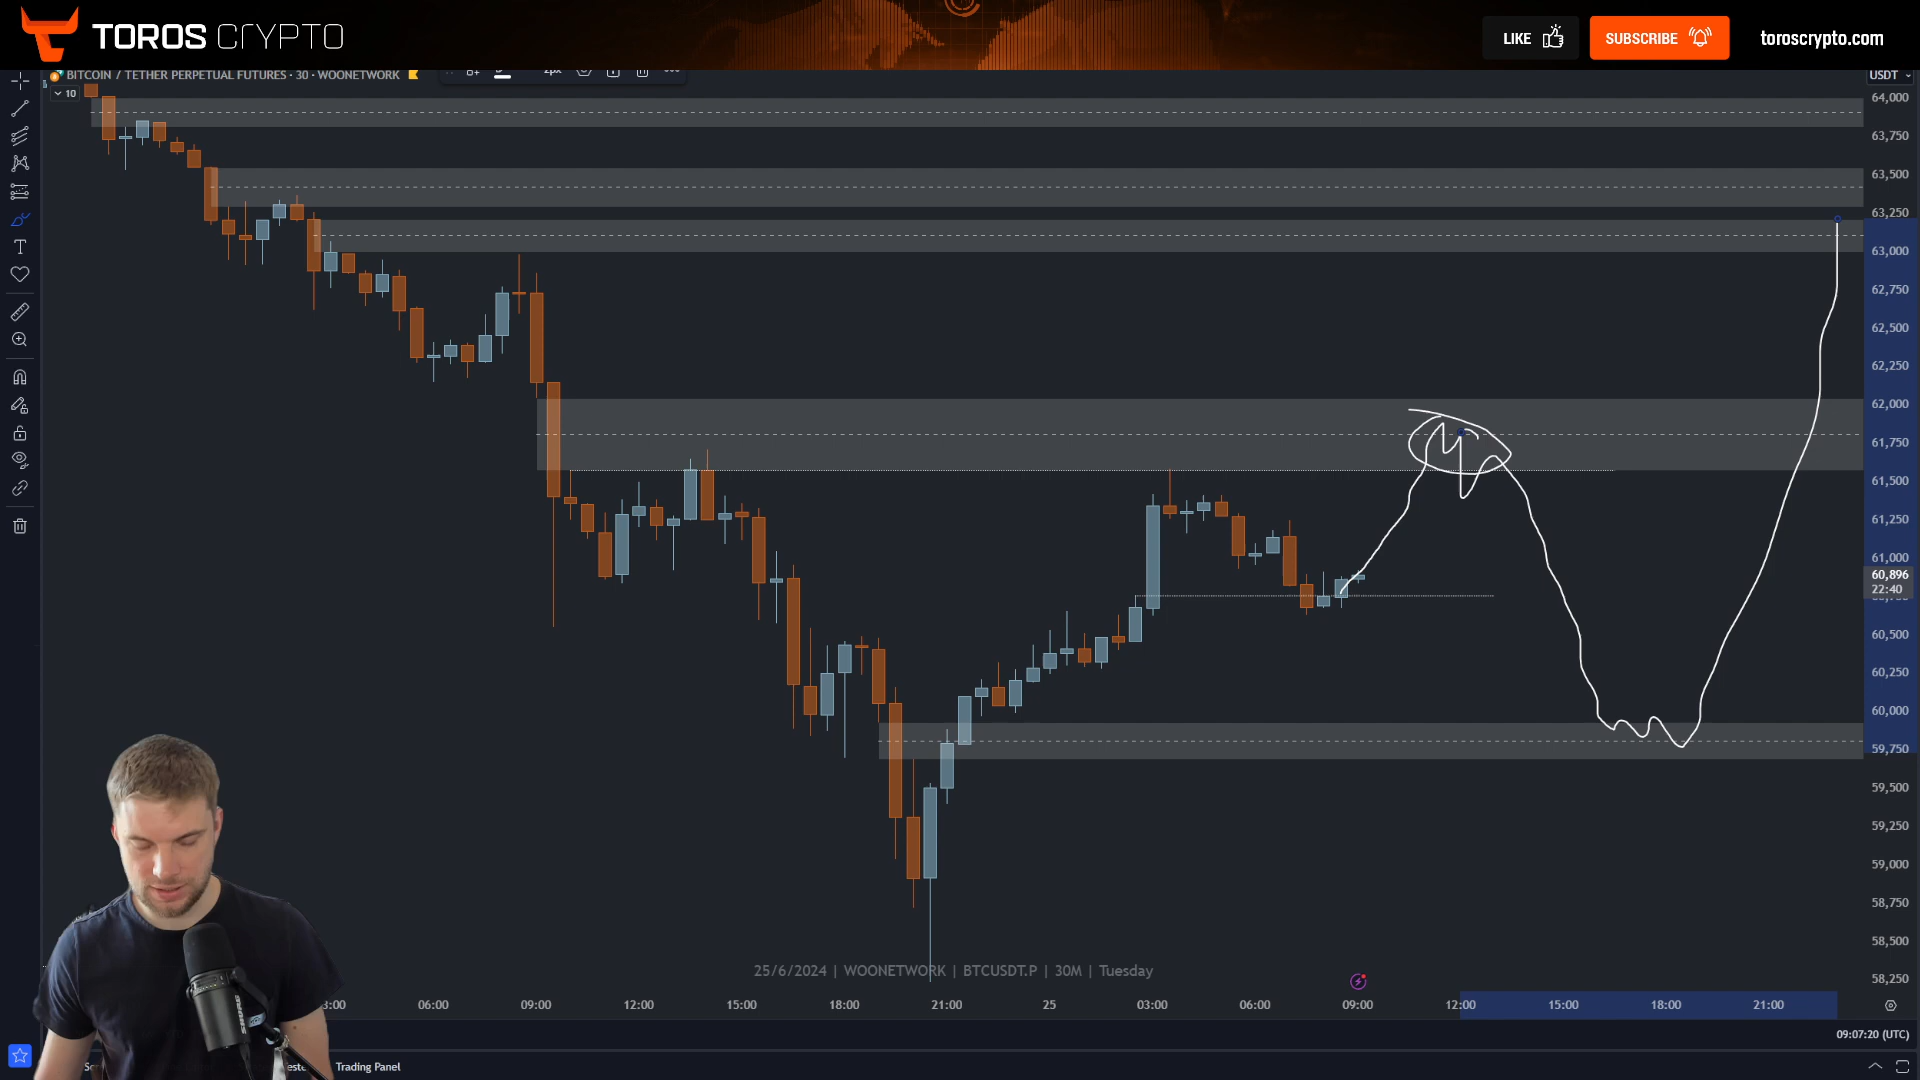 TOROS CRYPTO
LIKE
SUBSCRIBE
toroscrypto.com
BITCOIN / TETHER PERPETUAL FUTURES · 30 · WOONETWORK
USDT
10
64,000
63,750
63,500
63,250
63,000
62,750
62,500
62,250
62,000
61,750
61,500
61,250
61,000
60,896
22:40
60,500
60,250
60,000
59,750
59,500
59,250
59,000
58,750
58,500
58,250
25/6/2024 | WOONETWORK | BTCUSDT.P | 30M | Tuesday
3:00 06:00 09:00 12:00 15:00 18:00 21:00 25 03:00 06:00 09:00 12:00 15:00 18:00 21:00
09:07:20 (UTC)
Trading Panel